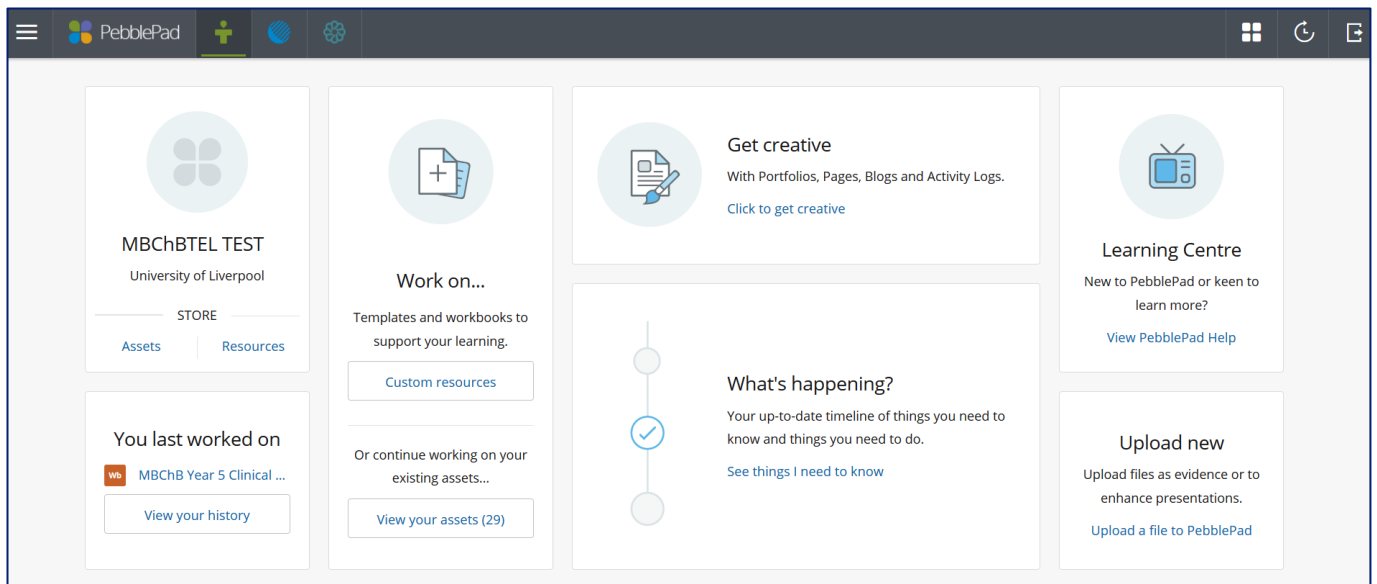 PebblePad
MBChBTEL TEST
University of Liverpool
STORE
Assets
Resources
You last worked on
Wb
MBChB Year 5 Clinical ...
View your history
Work on...
Templates and workbooks to
support your learning.
Custom resources
Or continue working on your
existing assets...
View your assets (29)
Get creative
With Portfolios, Pages, Blogs and Activity Logs.
Click to get creative
What's happening?
Your up-to-date timeline of things you need to
know and things you need to do.
See things I need to know
Learning Centre
New to PebblePad or keen to
learn more?
View PebblePad Help
Upload new
Upload files as evidence or to
enhance presentations.
Upload a file to PebblePad